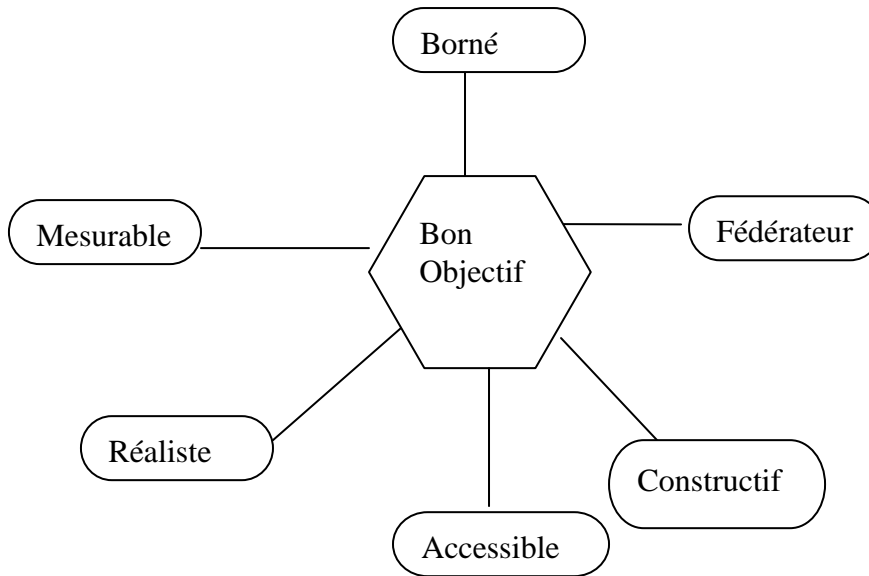 Borné
Mesurable
Bon
Objectif
Fédérateur
Réaliste
Constructif
Accessible